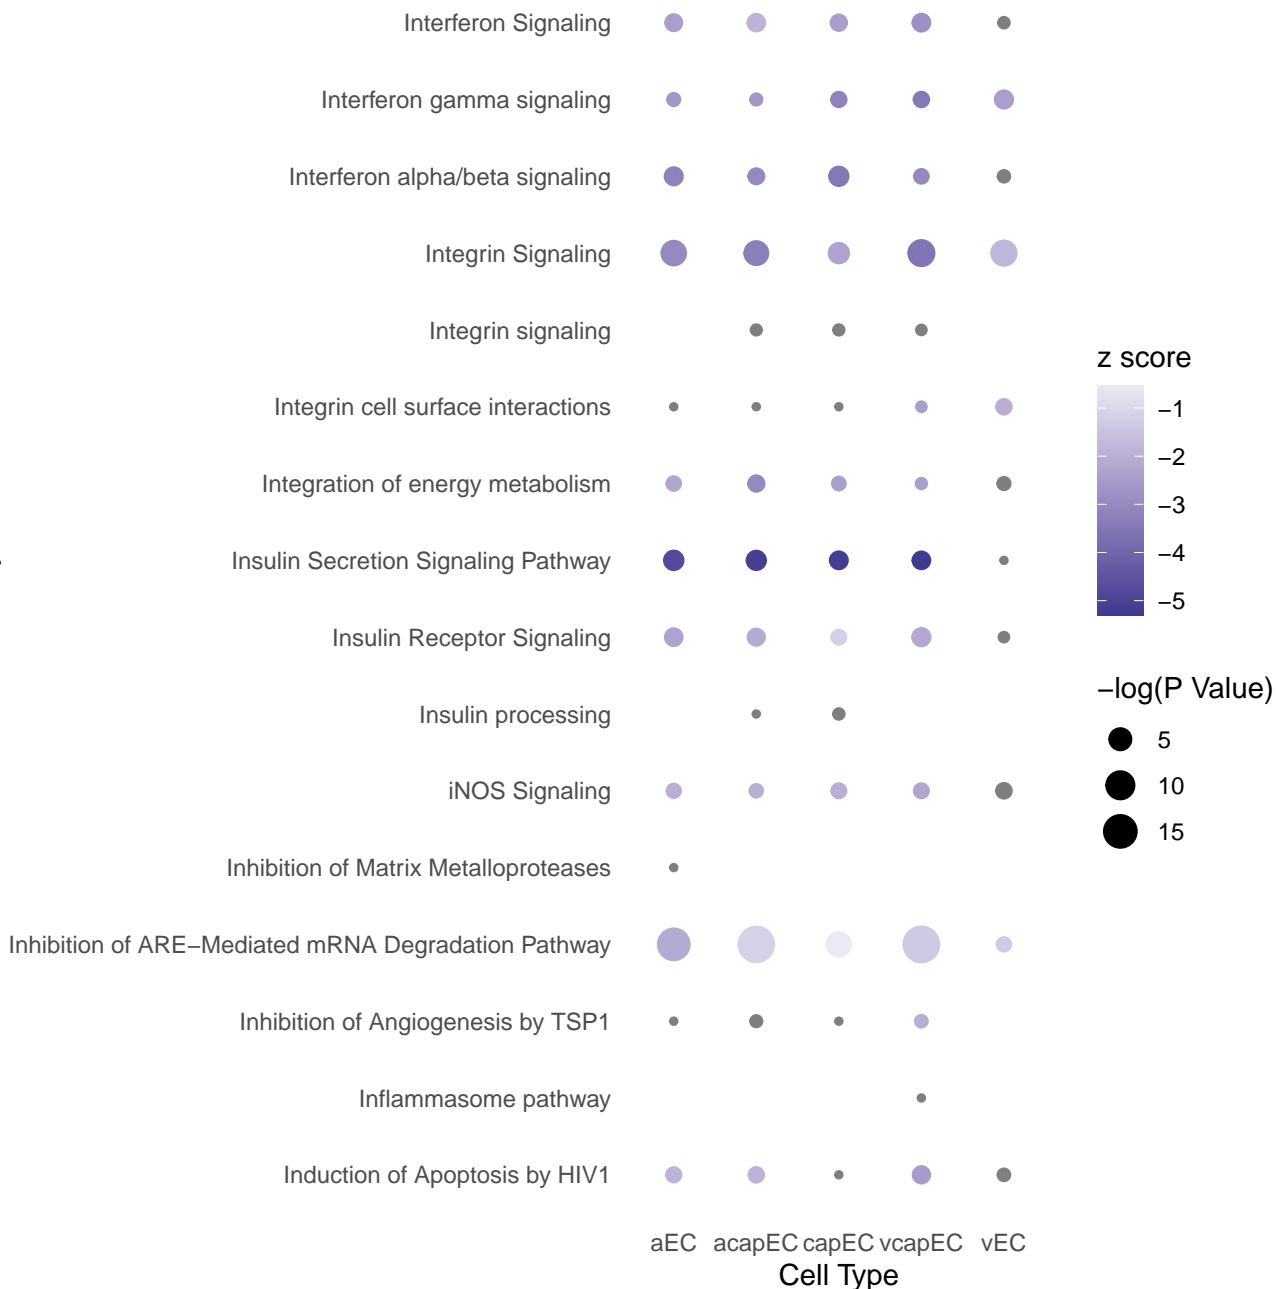 Interferon Signaling
Interferon gamma signaling
Interferon alpha/beta signaling
Integrin Signaling
Integrin signaling
Integrin cell surface interactions
Integration of energy metabolism
Insulin Secretion Signaling Pathway
Insulin Receptor Signaling
Insulin processing
iNOS Signaling
Inhibition of Matrix Metalloproteases
Inhibition of ARE−Mediated mRNA Degradation Pathway
Inhibition of Angiogenesis by TSP1
Inflammasome pathway
Induction of Apoptosis by HIV1
aEC acapEC capEC vcapEC vEC
Cell Type
z score
−1
−2
−3
−4
−5
−log(P Value)
5
10
15